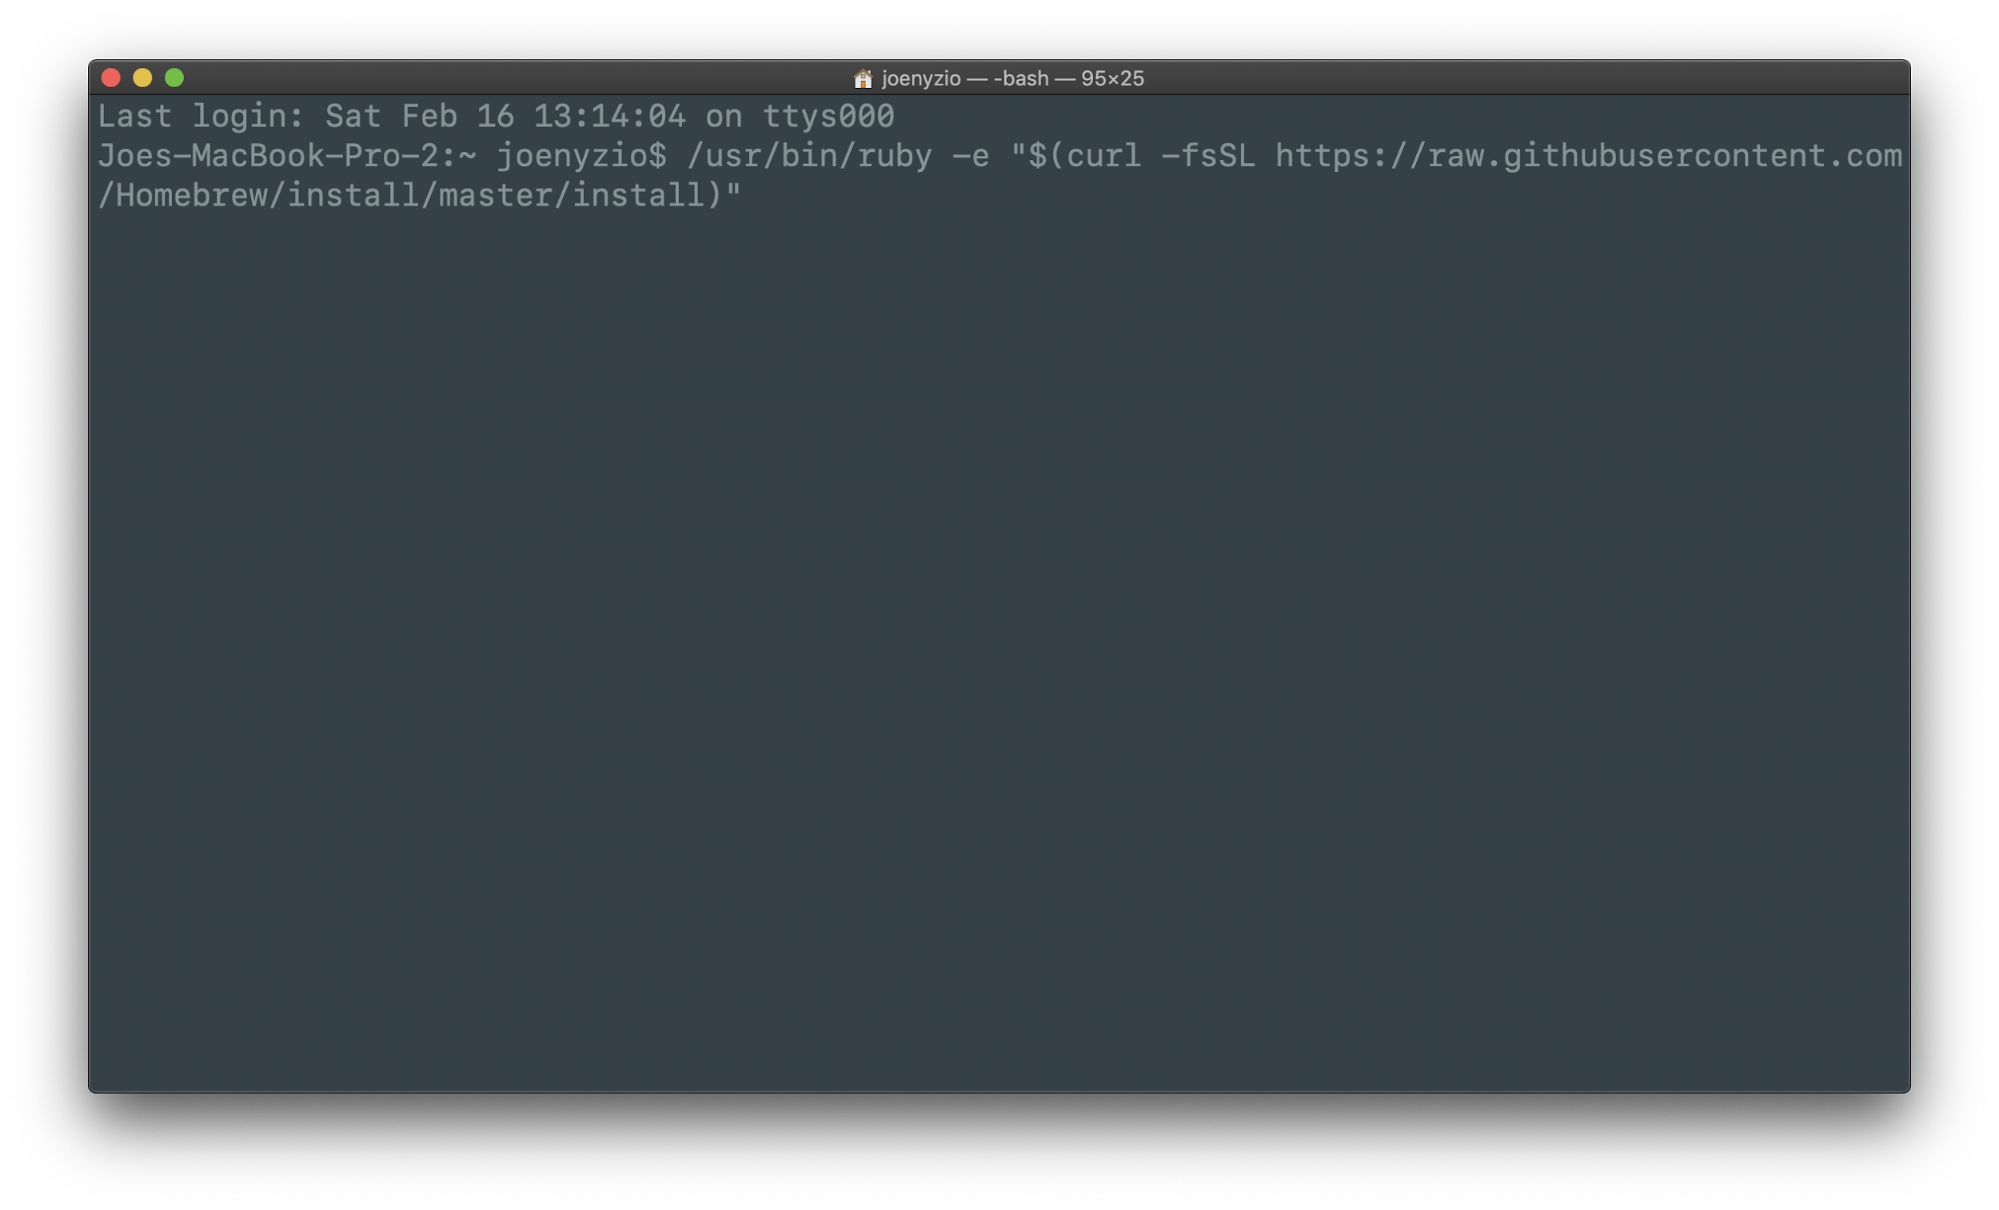 joenyzio — -bash — 95×25
Last login: Sat Feb 16 13:14:04 on ttys000
Joes-MacBook-Pro-2:~ joenyzio$ /usr/bin/ruby -e "$(curl -fsSL https://raw.githubusercontent.com
/Homebrew/install/master/install)"